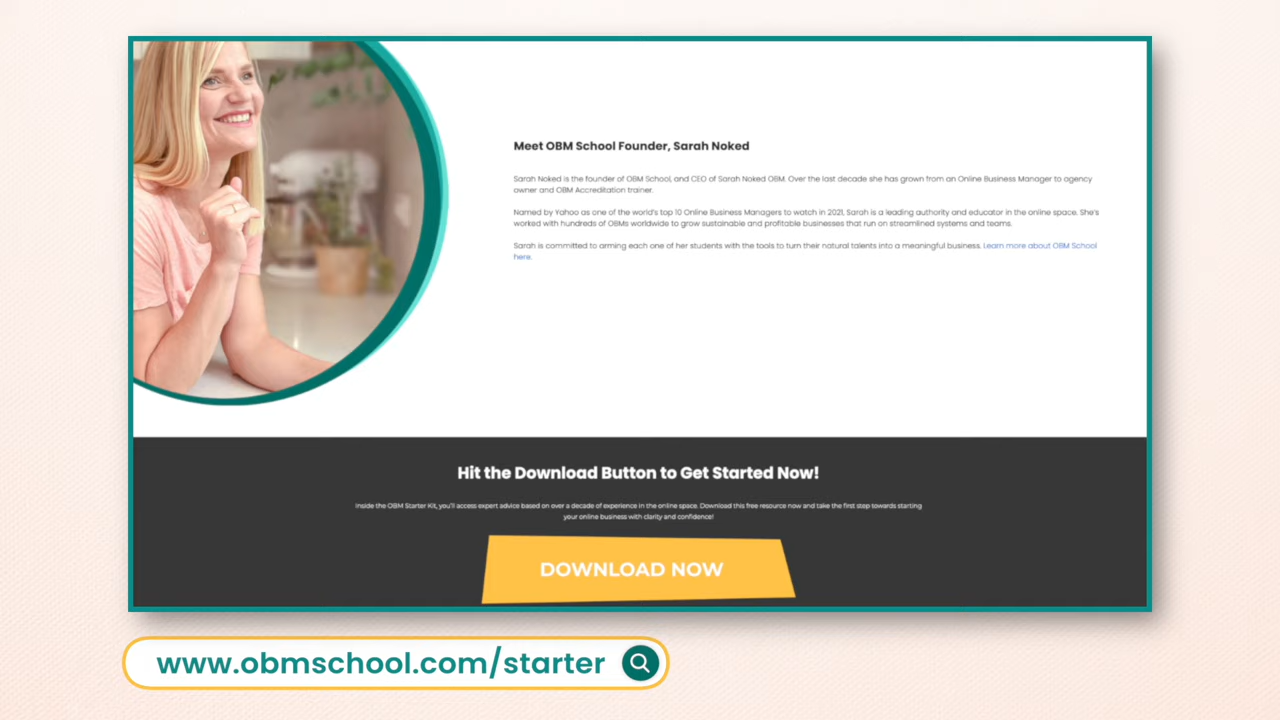 Meet OBM School Founder, Sarah Noked
Sarah Noked is the founder of OBM School, and CEO of Sarah Noked OBM. Over the last decade she has grown from an Online Business Manager to agency
owner and OBM Accreditation trainer.
Named by Yahoo as one of the world's top 10 Online Business Managers to watch in 2021, Sarah is a leading authority and educator in the online space. She's
worked with hundreds of OBMs worldwide to grow sustainable and profitable businesses that run on streamlined systems and teams.
Sarah is committed to arming each one of her students with the tools to turn their natural talents into a meaningful business. Learn more about OBM School
here.
Hit the Download Button to Get Started Now!
Inside the OBM Starter Kit, you'll access expert advice based on over a decade of experience in the online space. Download this free resource now and take the first step towards starting
your online business with clarity and confidence!
DOWNLOAD NOW
www.obmschool.com/starter